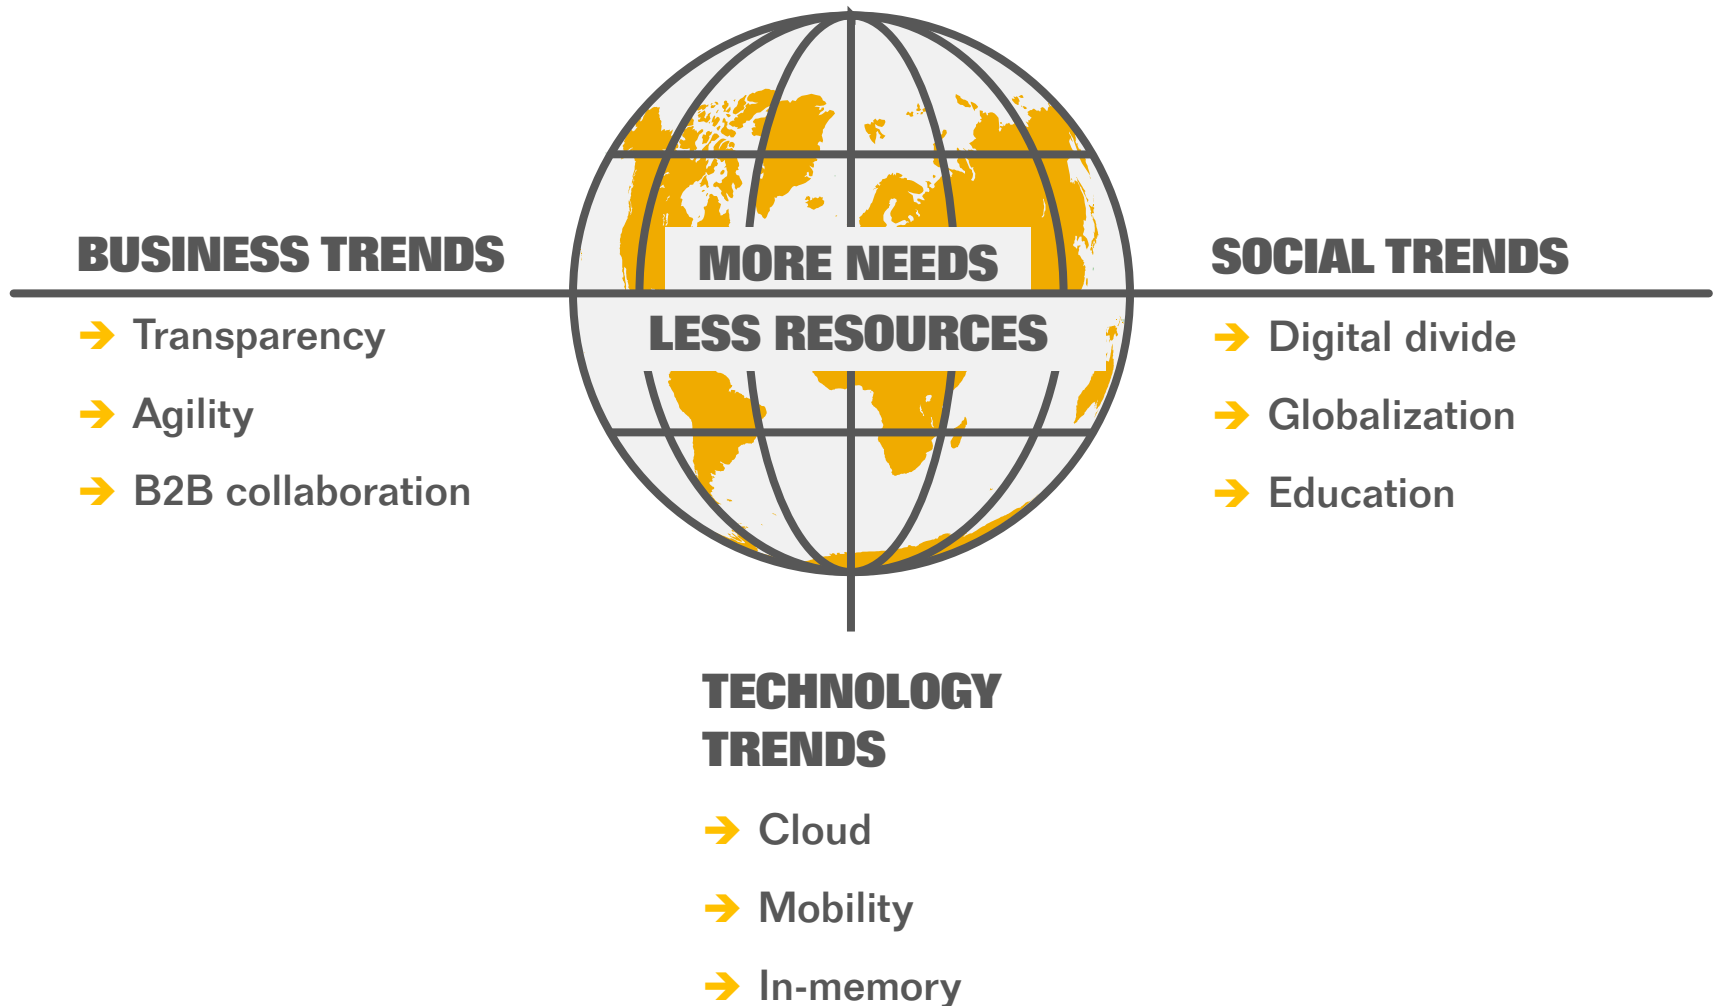 BUSINESS TRENDS
Transparency
Agility
B2B collaboration
MORE NEEDS
LESS RESOURCES
SOCIAL TRENDS
Digital divide
Globalization
Education
TECHNOLOGY
TRENDS
Cloud
Mobility
In-memory